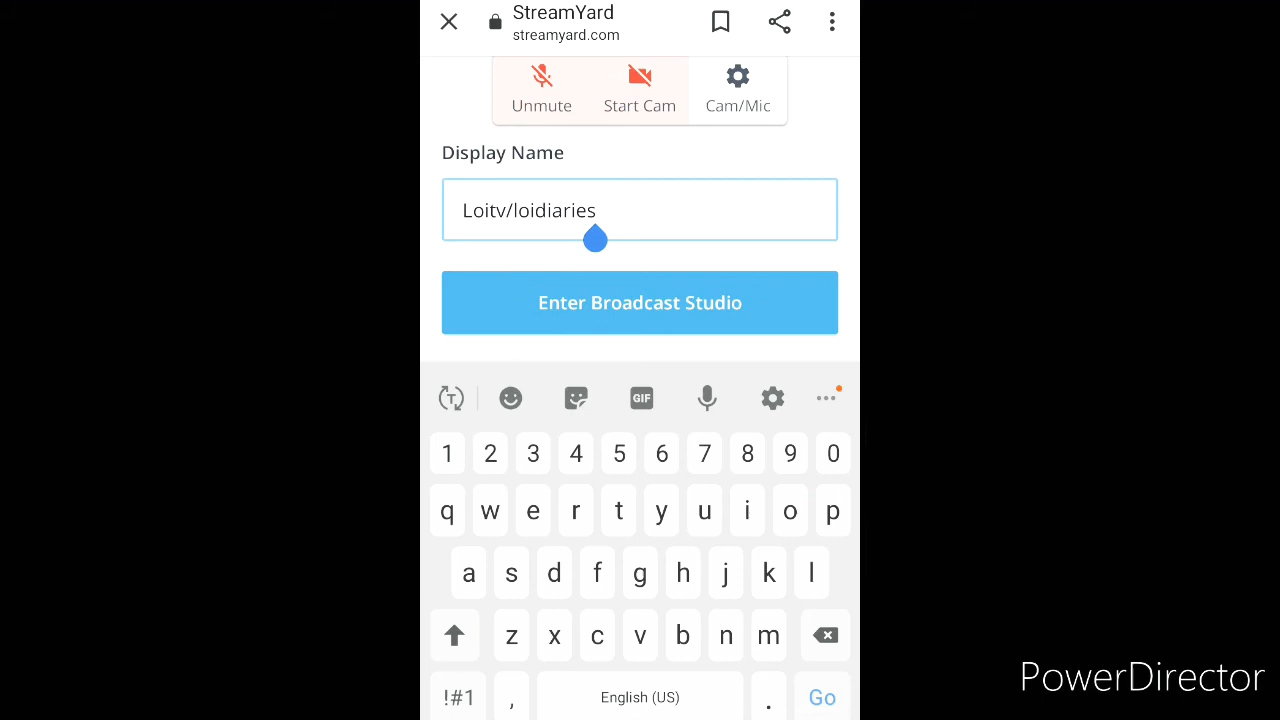 StreamYard
streamyard.com
Unmute Start Cam Cam/Mic
Display Name
Loitv/loidiaries
Enter Broadcast Studio
T GIF
1 2 3 4 5 6 7 8 9 0
q w e r t y u i o p
a s d f g h j k l
z x c v b n m
!#1 , English (US) . Go
PowerDirector